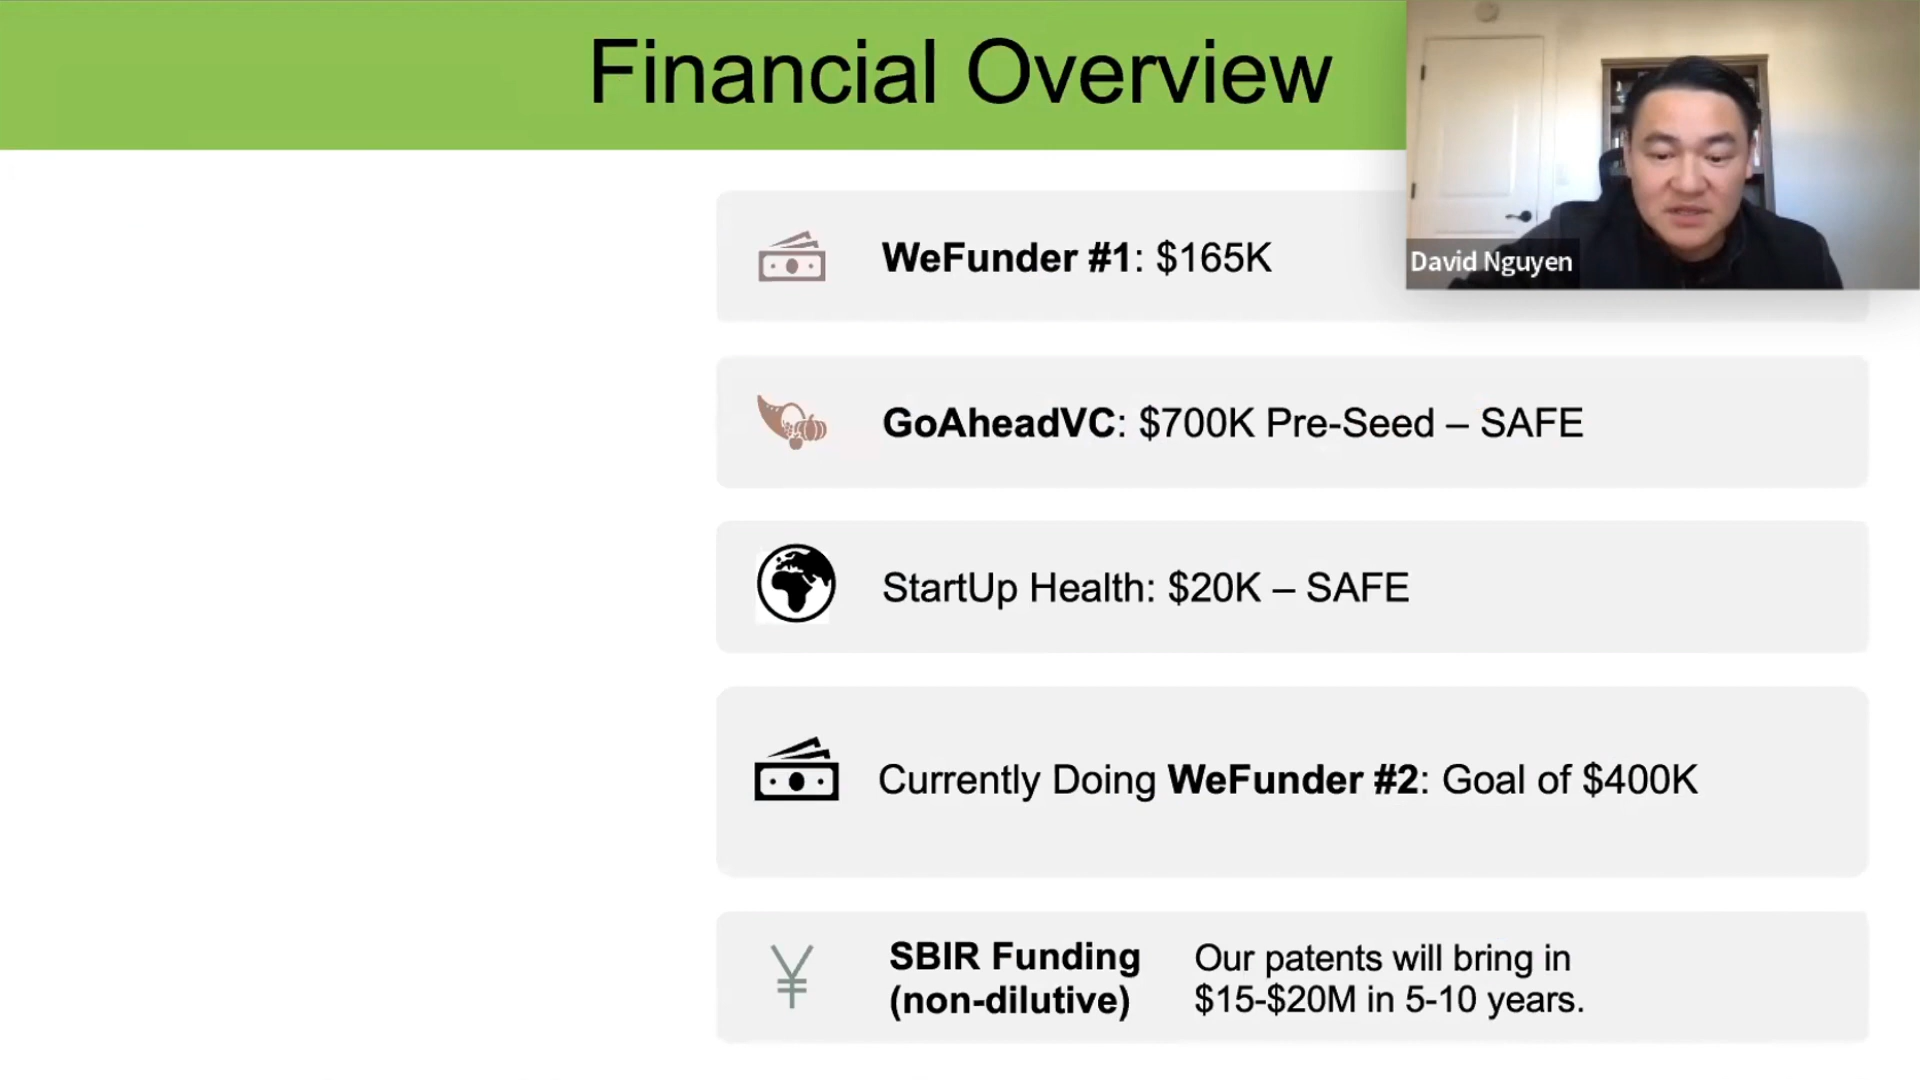 Financial Overview
David Nguyen
WeFunder #1: $165K
GoAheadVC: $700K Pre-Seed – SAFE
StartUp Health: $20K – SAFE
Currently Doing WeFunder #2: Goal of $400K
SBIR Funding
(non-dilutive)
Our patents will bring in
$15-$20M in 5-10 years.